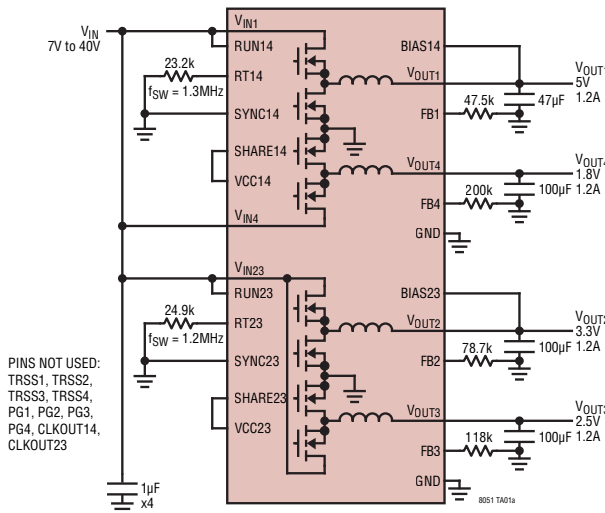 VIN
7V to 40V
VIN1
RUN14
23.2k
RT14
fSW = 1.3MHz
SYNC14
SHARE14
VCC14
VIN4
BIAS14
VOUT1
VOUT1
5V
1.2A
47.5k
47µF
FB1
VOUT4
VOUT4
1.8V
1.2A
200k
100µF
FB4
GND
VIN23
RUN23
24.9k
RT23
fSW = 1.2MHz
SYNC23
SHARE23
VCC23
BIAS23
VOUT2
VOUT2
3.3V
1.2A
78.7k
100µF
FB2
VOUT3
VOUT3
2.5V
1.2A
118k
100µF
FB3
GND
PINS NOT USED:
TRSS1, TRSS2,
TRSS3, TRSS4,
PG1, PG2, PG3,
PG4, CLKOUT14,
CLKOUT23
1µF
x4
8051 TA01a